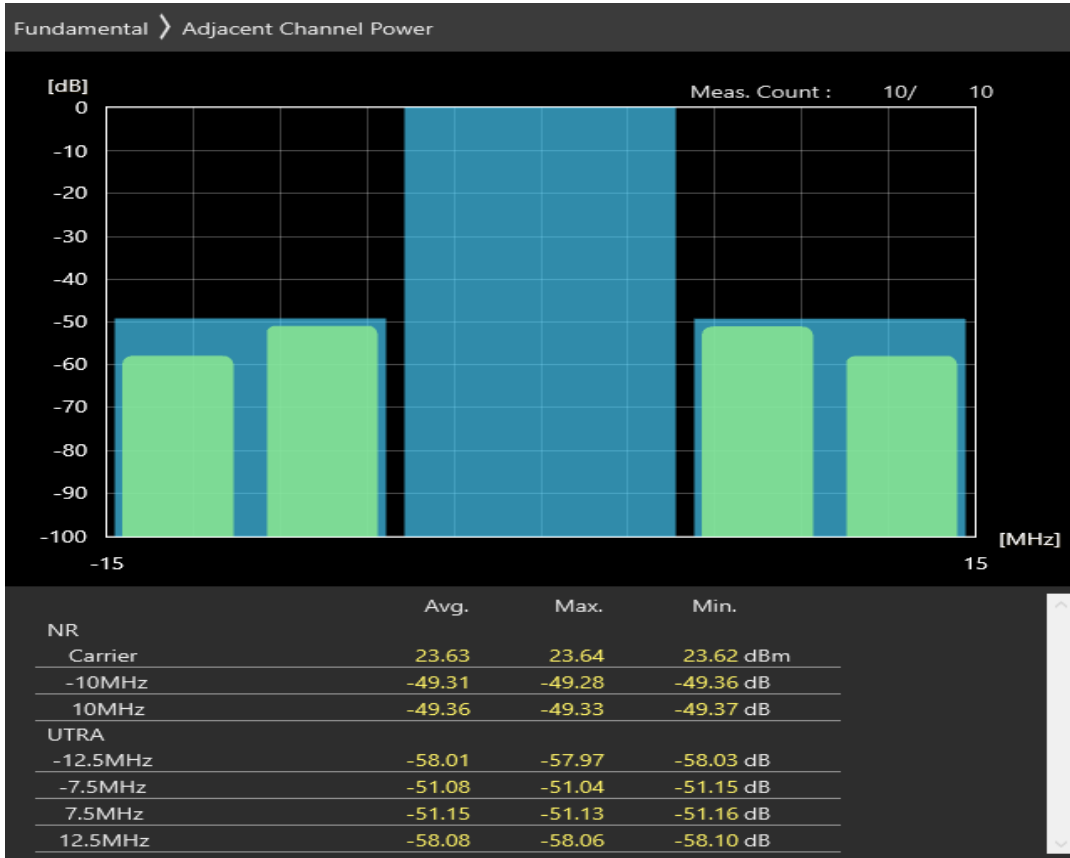 Fundamental ❯ Adjacent Channel Power
[dB]
Meas. Count : 10/ 10
0
-10
-20
-30
-40
-50
-60
-70
-80
-90
-100
[MHz]
-15 15
Avg. Max. Min.
NR
Carrier 23.63 23.64 23.62 dBm
-10MHz -49.31 -49.28 -49.36 dB
10MHz -49.36 -49.33 -49.37 dB
UTRA
-12.5MHz -58.01 -57.97 -58.03 dB
-7.5MHz -51.08 -51.04 -51.15 dB
7.5MHz -51.15 -51.13 -51.16 dB
12.5MHz -58.08 -58.06 -58.10 dB